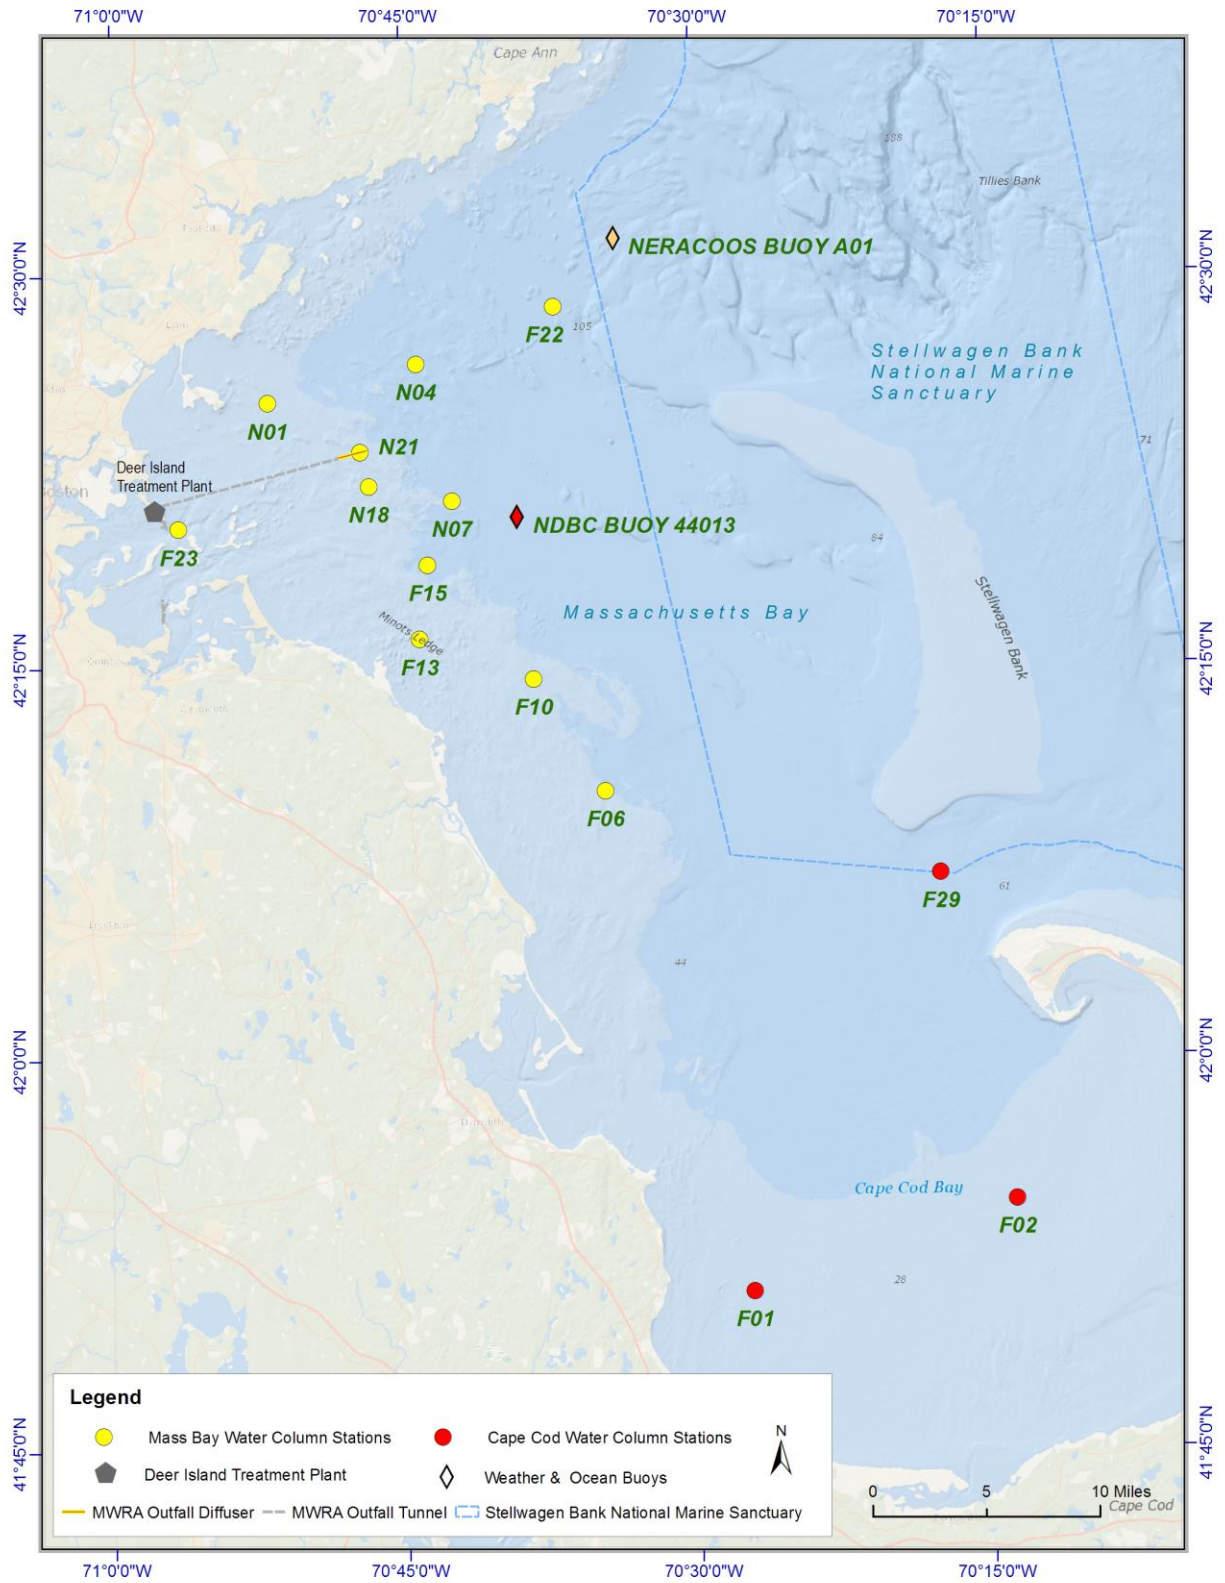 71°0'0"W 70°45'0"W 70°30'0"W 70°15'0"W
Cape Ann
188
Tillies Bank
NERACOOS BUOY A01
42°30'0"N
42°30'0"N
F22
105
Stellwagen Bank
National Marine
Sanctuary
N04
N01
71
N21
Deer Island
Treatment Plant
N18
N07
NDBC BUOY 44013
84
F23
F15
Stellwagen Bank
Massachusetts Bay
Minots Ledge
F13
42°15'0"N
42°15'0"N
F10
F06
F29
61
44
42°0'0"N
42°0'0"N
Cape Cod Bay
F02
28
F01
Legend
Mass Bay Water Column Stations
Cape Cod Water Column Stations
N
Deer Island Treatment Plant
Weather & Ocean Buoys
MWRA Outfall Diffuser
MWRA Outfall Tunnel
Stellwagen Bank National Marine Sanctuary
0 5 10 Miles
Cape Cod
41°45'0"N
41°45'0"N
71°0'0"W 70°45'0"W 70°30'0"W 70°15'0"W